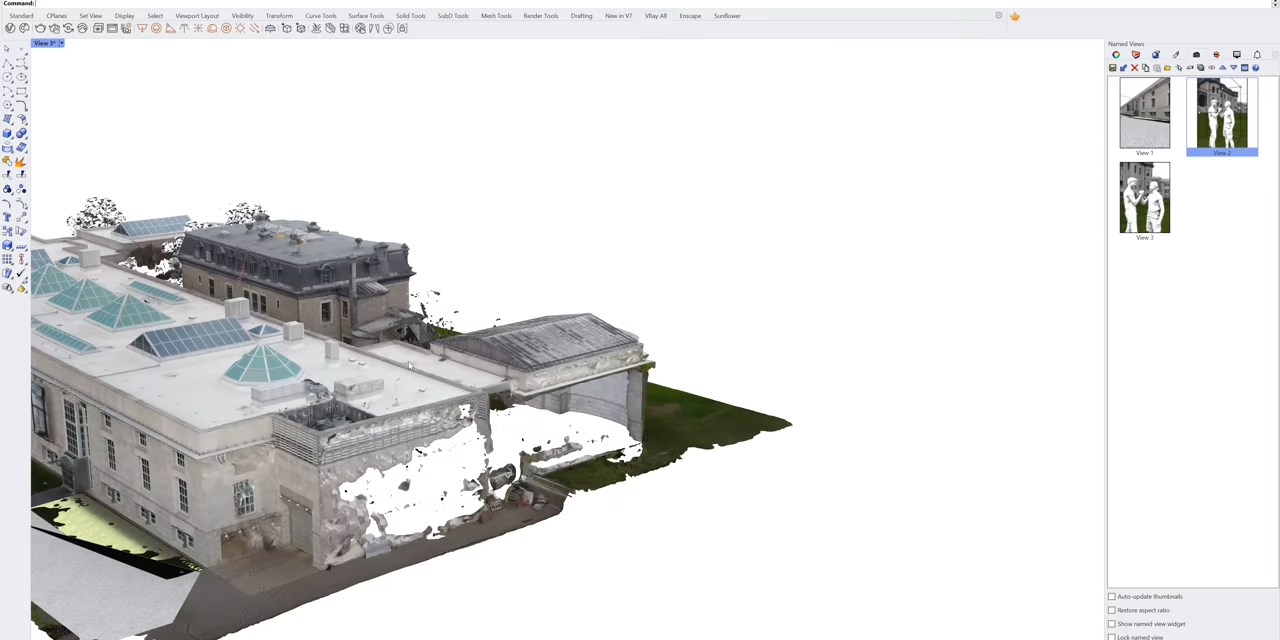 Command:
Standard CPlanes Set View Display Select Viewport Layout Visibility Transform Curve Tools Surface Tools Solid Tools SubD Tools Mesh Tools Render Tools Drafting New in V7 VRay All Enscape Sunflower
View 3*
Named Views
View 1
View 2
View 3
Auto-update thumbnails
Restore aspect ratio
Show named view widget
Lock named view